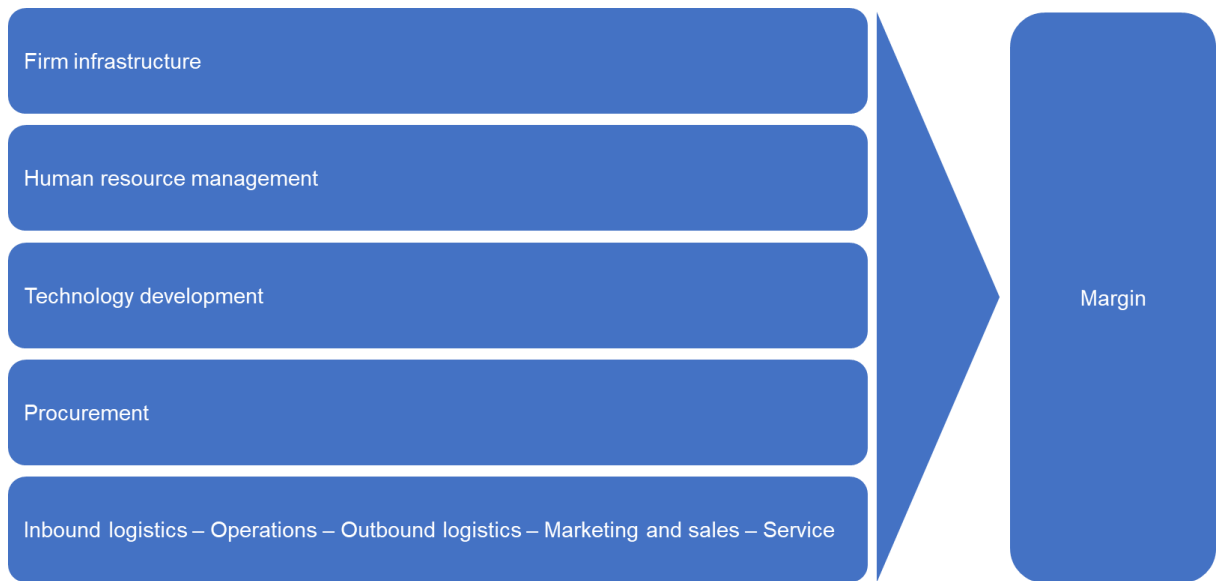 Firm infrastructure
Human resource management
Technology development
Margin
Procurement
Inbound logistics – Operations – Outbound logistics – Marketing and sales – Service